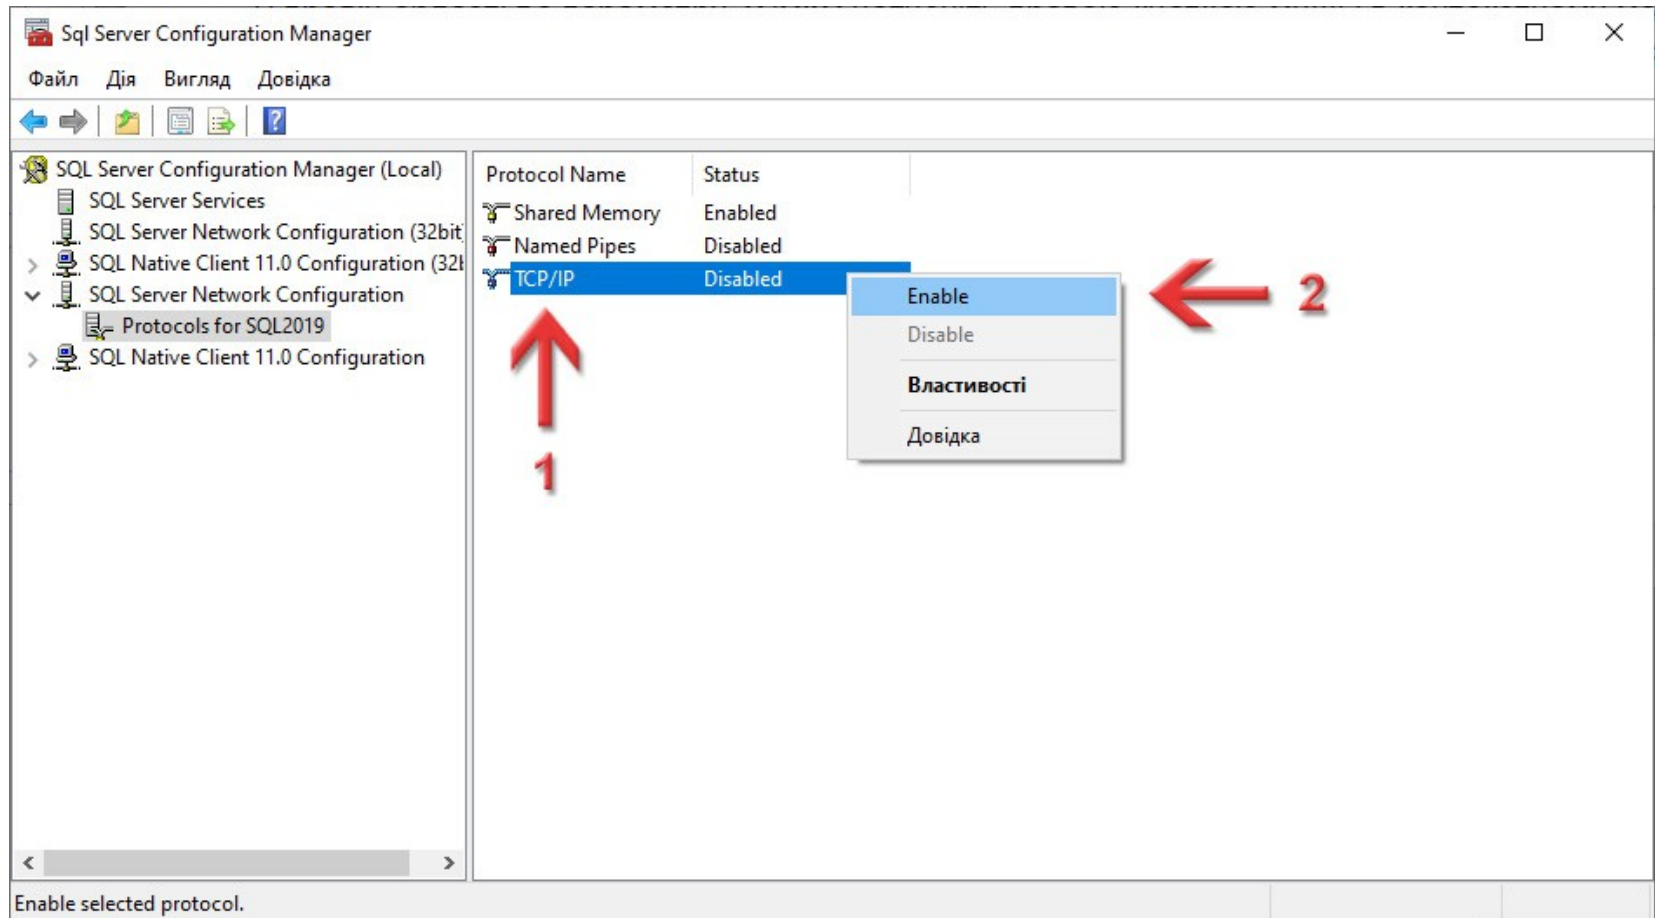 Sql Server Configuration Manager
Файл Дія Вигляд Довідка
SQL Server Configuration Manager (Local)
SQL Server Services
SQL Server Network Configuration (32bit
SQL Native Client 11.0 Configuration (32b
SQL Server Network Configuration
Protocols for SQL2019
SQL Native Client 11.0 Configuration
Protocol Name Status
Shared Memory Enabled
Named Pipes Disabled
TCP/IP Disabled
Enable
Disable
Властивості
Довідка
1
2
Enable selected protocol.